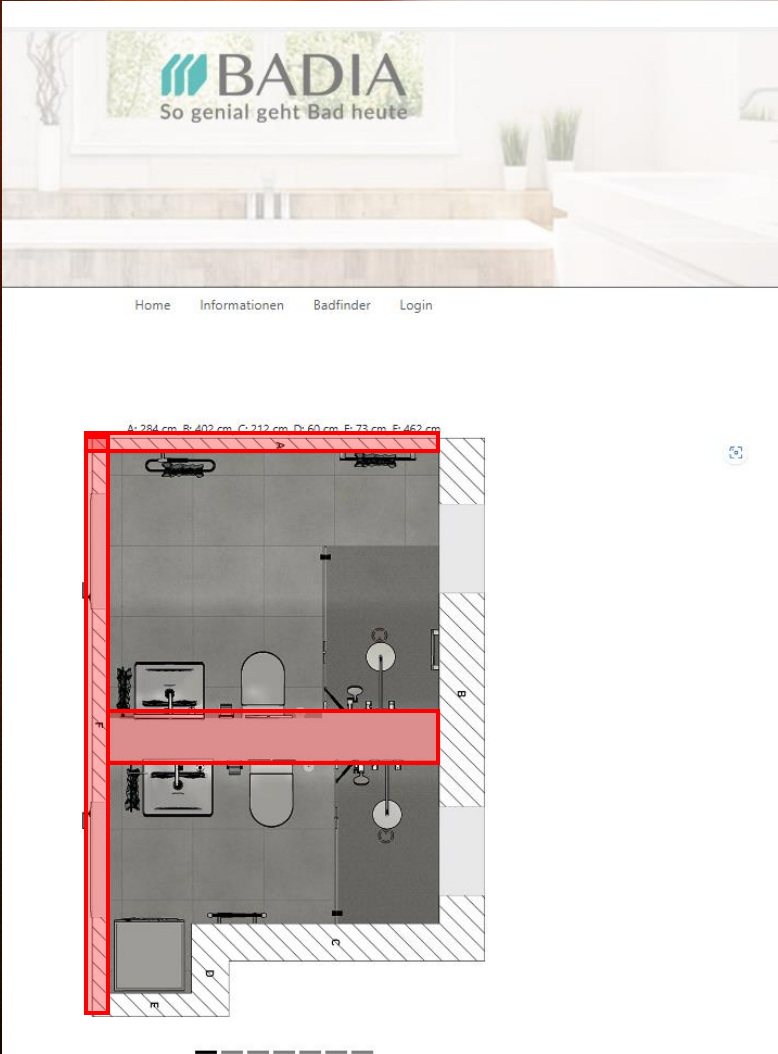 BADIA
So genial geht Bad heute
Home Informationen Badfinder Login
A: 284 cm, B: 402 cm, C: 212 cm, D: 60 cm, E: 73 cm, F: 462 cm
A
B
F
C
D
E